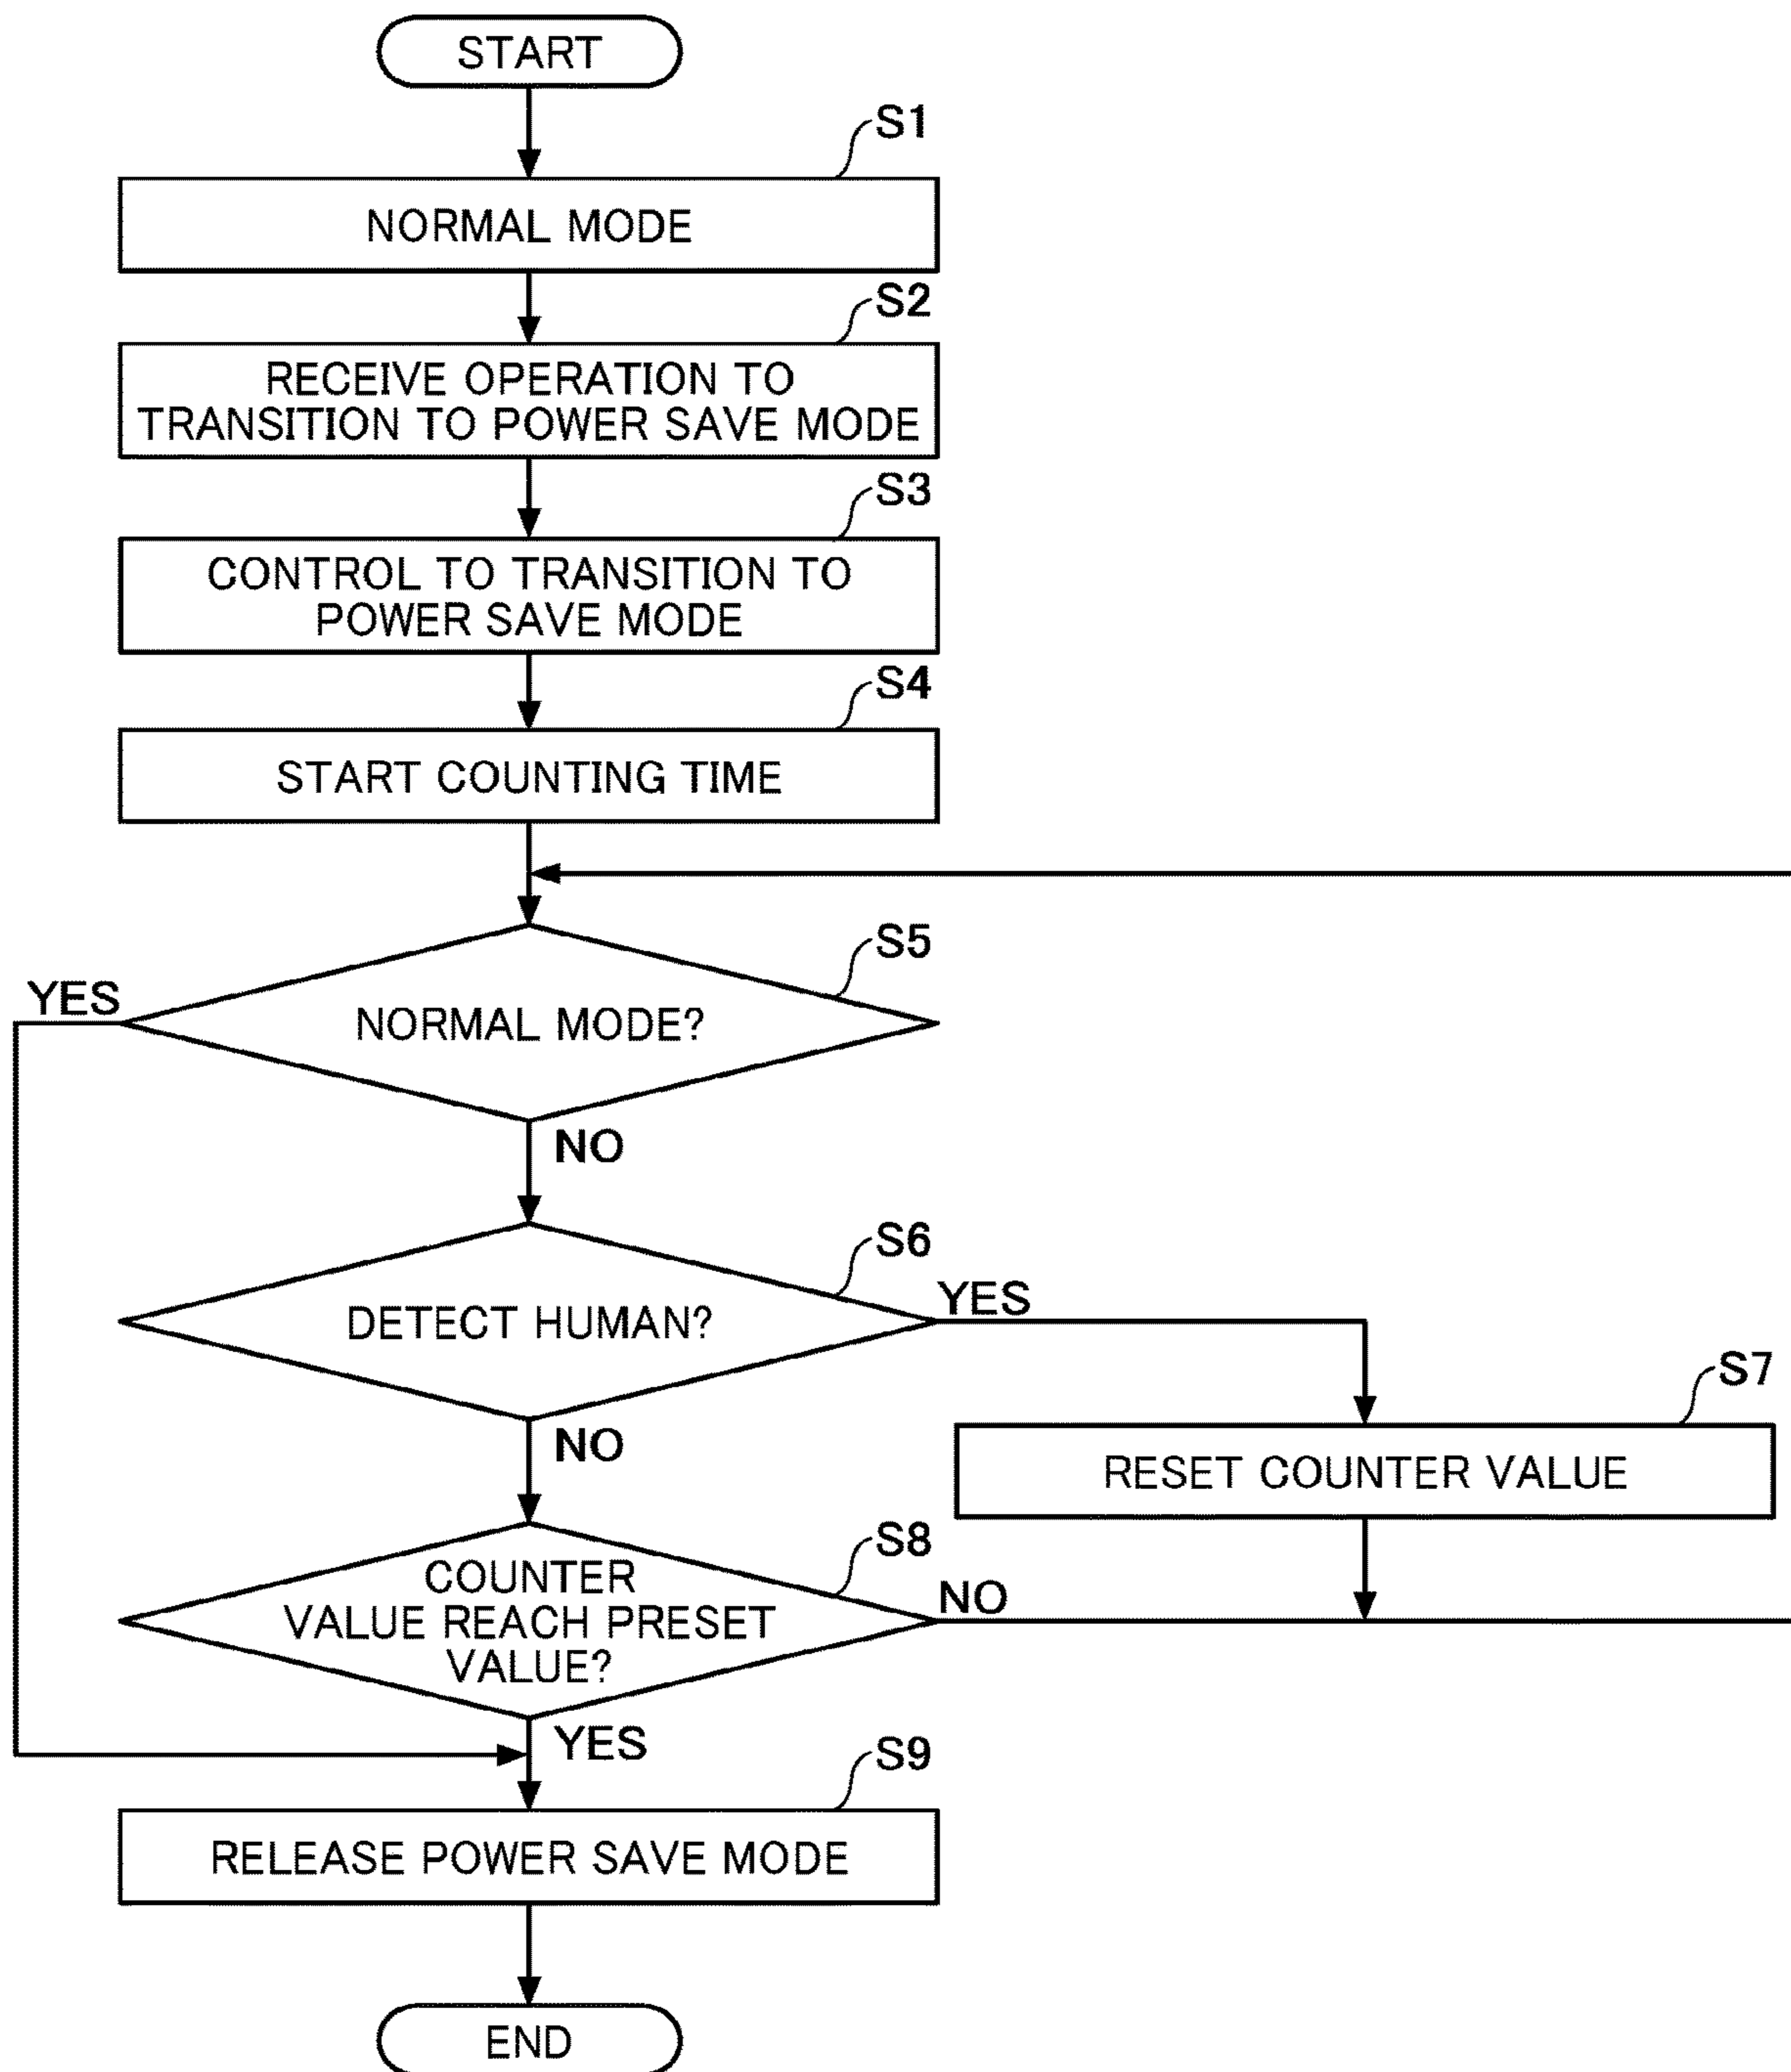 START
S1
NORMAL MODE
S2
RECEIVE OPERATION TO
TRANSITION TO POWER SAVE MODE
S3
CONTROL TO TRANSITION TO
POWER SAVE MODE
S4
START COUNTING TIME
S5
YES
NORMAL MODE?
NO
S6
YES
DETECT HUMAN?
NO
S7
RESET COUNTER VALUE
S8
COUNTER
VALUE REACH PRESET
VALUE?
NO
YES
S9
RELEASE POWER SAVE MODE
END